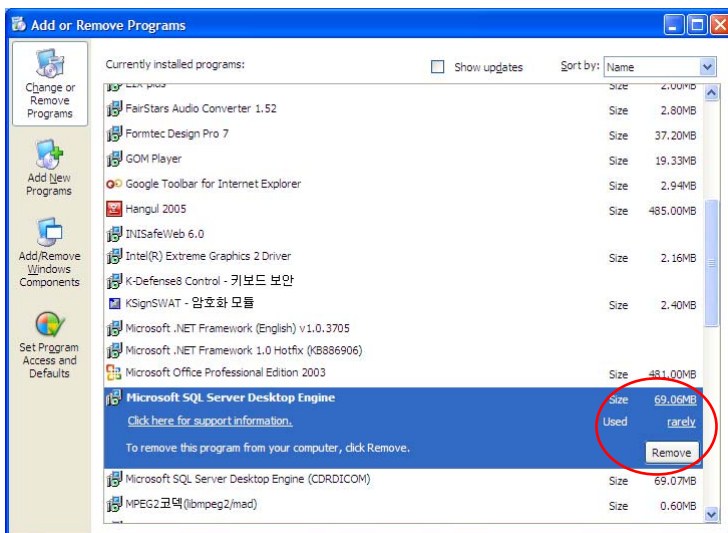 Add or Remove Programs
Change or
Remove
Programs
Add New
Programs
Add/Remove
Windows
Components
Set Program
Access and
Defaults
Currently installed programs:
Show updates
Sort by: Name
Size 2.00MB
FairStars Audio Converter 1.52 Size 2.80MB
Formtec Design Pro 7 Size 37.20MB
GOM Player Size 19.33MB
Google Toolbar for Internet Explorer Size 2.94MB
Hangul 2005 Size 485.00MB
INISafeWeb 6.0
Intel(R) Extreme Graphics 2 Driver Size 2.16MB
K-Defense8 Control - 키보드 보안
KSignSWAT - 암호화 모듈 Size 2.40MB
Microsoft .NET Framework (English) v1.0.3705
Microsoft .NET Framework 1.0 Hotfix (KB886906)
Microsoft Office Professional Edition 2003 Size 481.00MB
Microsoft SQL Server Desktop Engine Size 69.06MB
Click here for support information. Used rarely
To remove this program from your computer, click Remove. Remove
Microsoft SQL Server Desktop Engine (CDRDICOM) Size 69.07MB
MPEG2코덱(libmpeg2/mad) Size 0.60MB